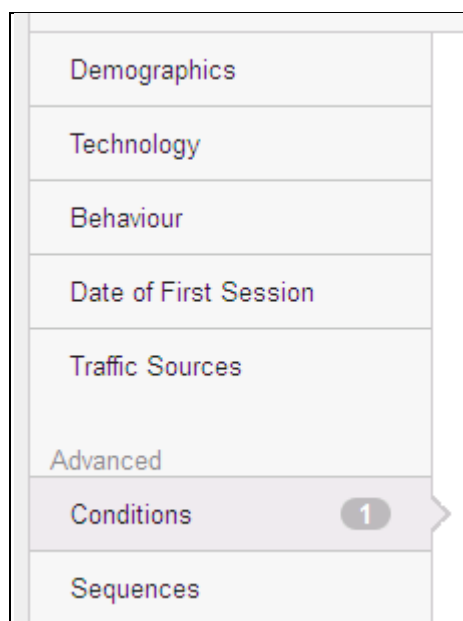 Demographics
Technology
Behaviour
Date of First Session
Traffic Sources
Advanced
Conditions 1
Sequences